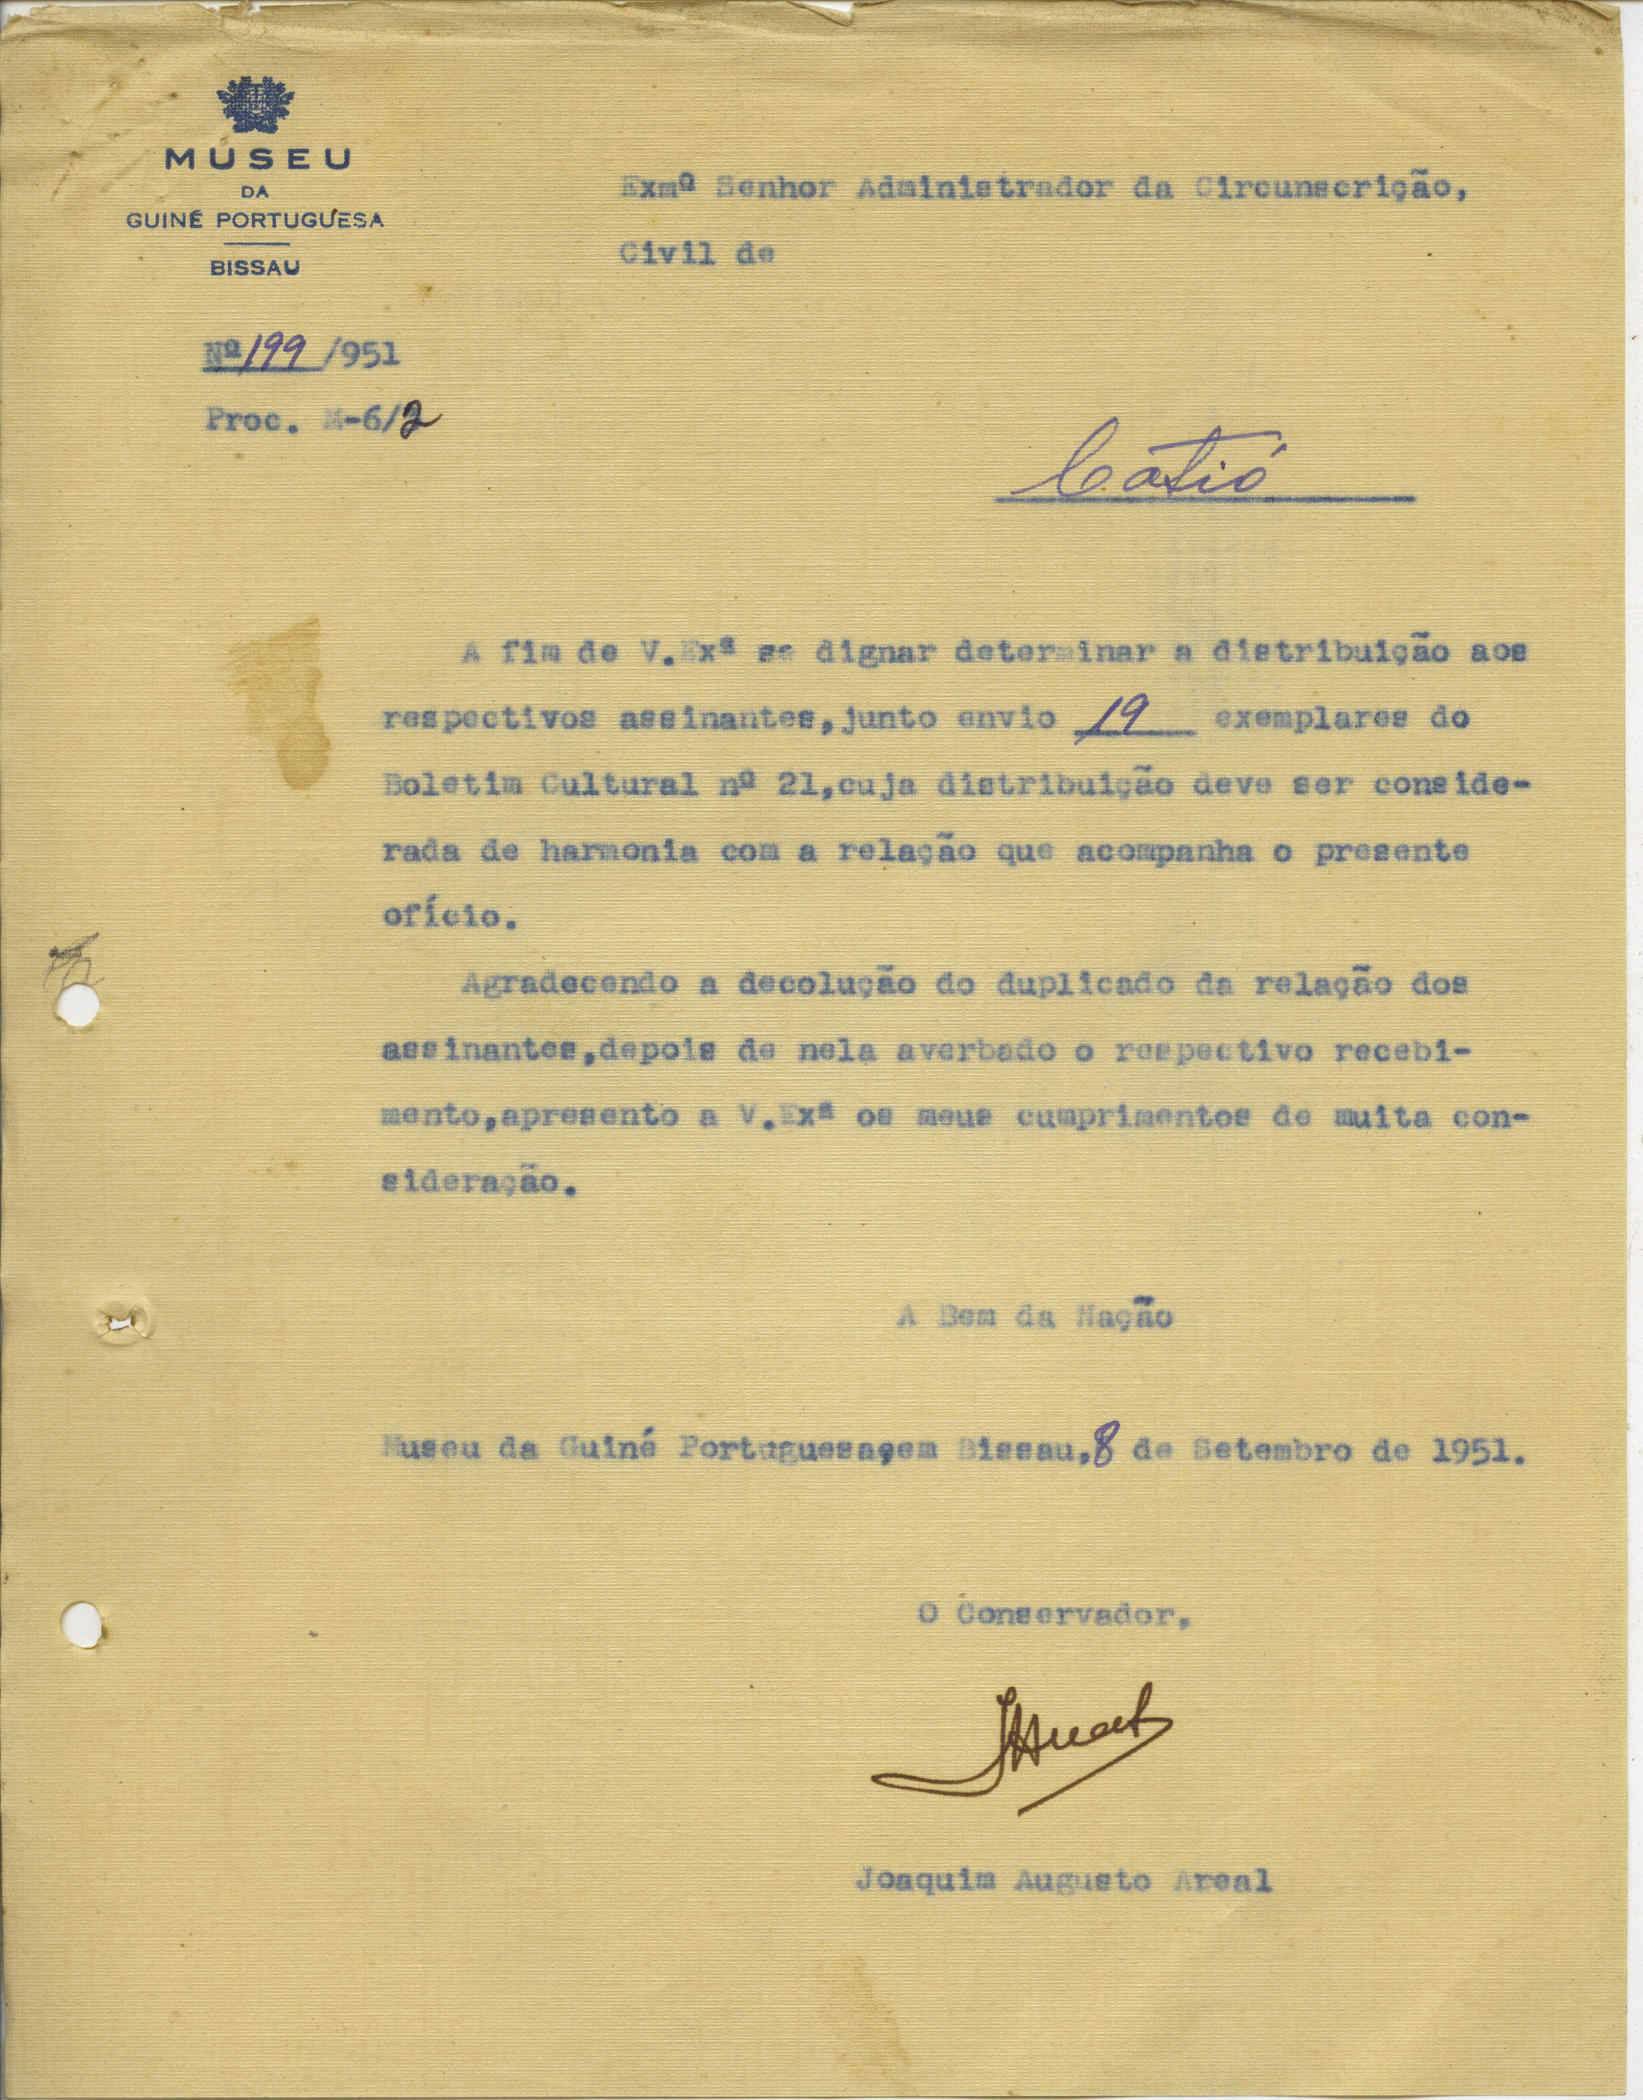 MUSEU
DA
GUINÉ PORTUGUESA
BISSAU
Exmº Senhor Administrador da Circunscrição,
Civil de
Nº 199 /951
Proc. M-6/2
Catió
A fim de V.Exª se dignar determinar a distribuição aos
respectivos assinantes,junto envio 19 exemplares do
Boletim Cultural nº 21,cuja distribuição deve ser conside-
rada de harmonia com a relação que acompanha o presente
ofício.
Agradecendo a decolução do duplicado da relação dos
assinantes,depois de nela averbado o respectivo recebi-
mento,apresento a V.Exª os meus cumprimentos de muita con-
sideração.
A Bem da Nação
Museu da Guiné Portuguesa,em Bissau,8 de Setembro de 1951.
O Conservador,
Joaquim Augusto Areal